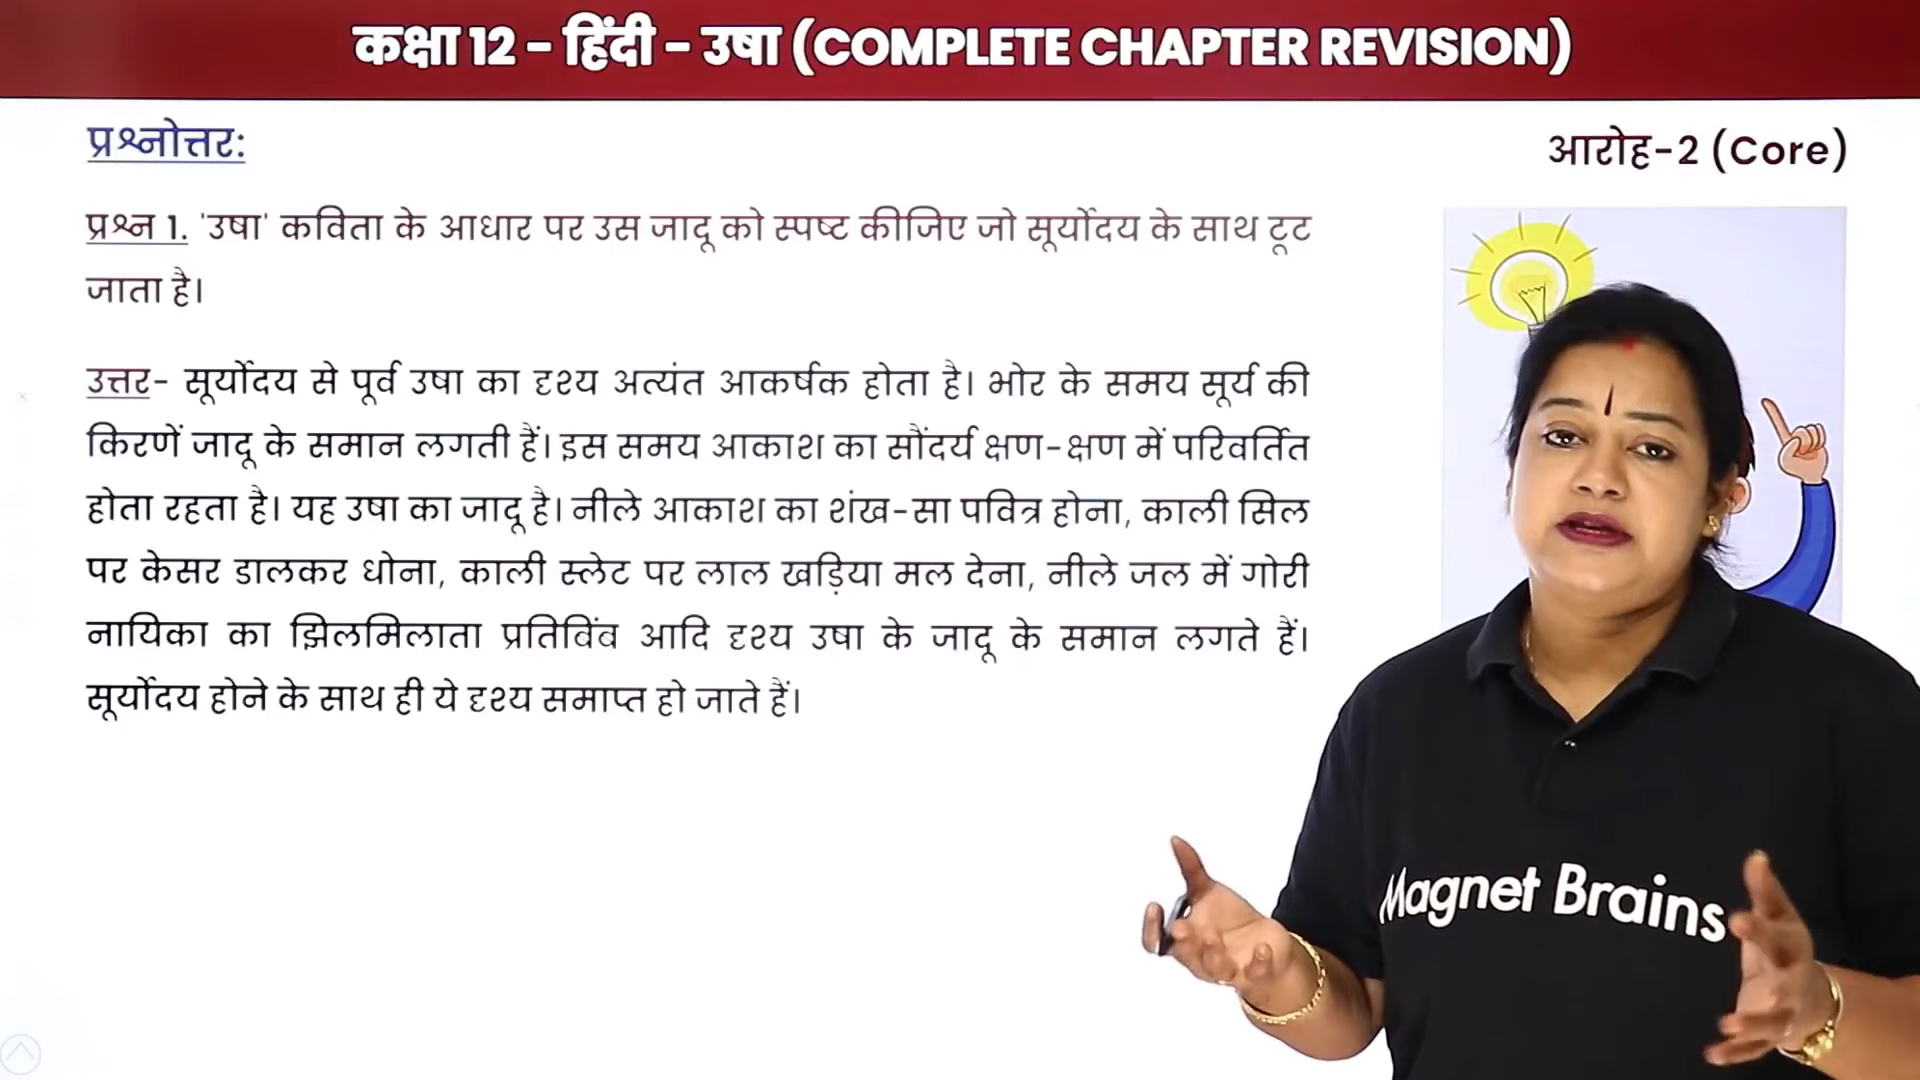 कक्षा 12 - हिंदी - उषा (COMPLETE CHAPTER REVISION)
प्रश्नोत्तर:
आरोह-2 (Core)
प्रश्न 1. 'उषा' कविता के आधार पर उस जादू को स्पष्ट कीजिए जो सूर्योदय के साथ टूट
जाता है।
उत्तर- सूर्योदय से पूर्व उषा का दृश्य अत्यंत आकर्षक होता है। भोर के समय सूर्य की
किरणें जादू के समान लगती हैं। इस समय आकाश का सौंदर्य क्षण-क्षण में परिवर्तित
होता रहता है। यह उषा का जादू है। नीले आकाश का शंख-सा पवित्र होना, काली सिल
पर केसर डालकर धोना, काली स्लेट पर लाल खड़िया मल देना, नीले जल में गोरी
नायिका का झिलमिलाता प्रतिविंब आदि दृश्य उषा के जादू के समान लगते हैं।
सूर्योदय होने के साथ ही ये दृश्य समाप्त हो जाते हैं।
Magnet Brains